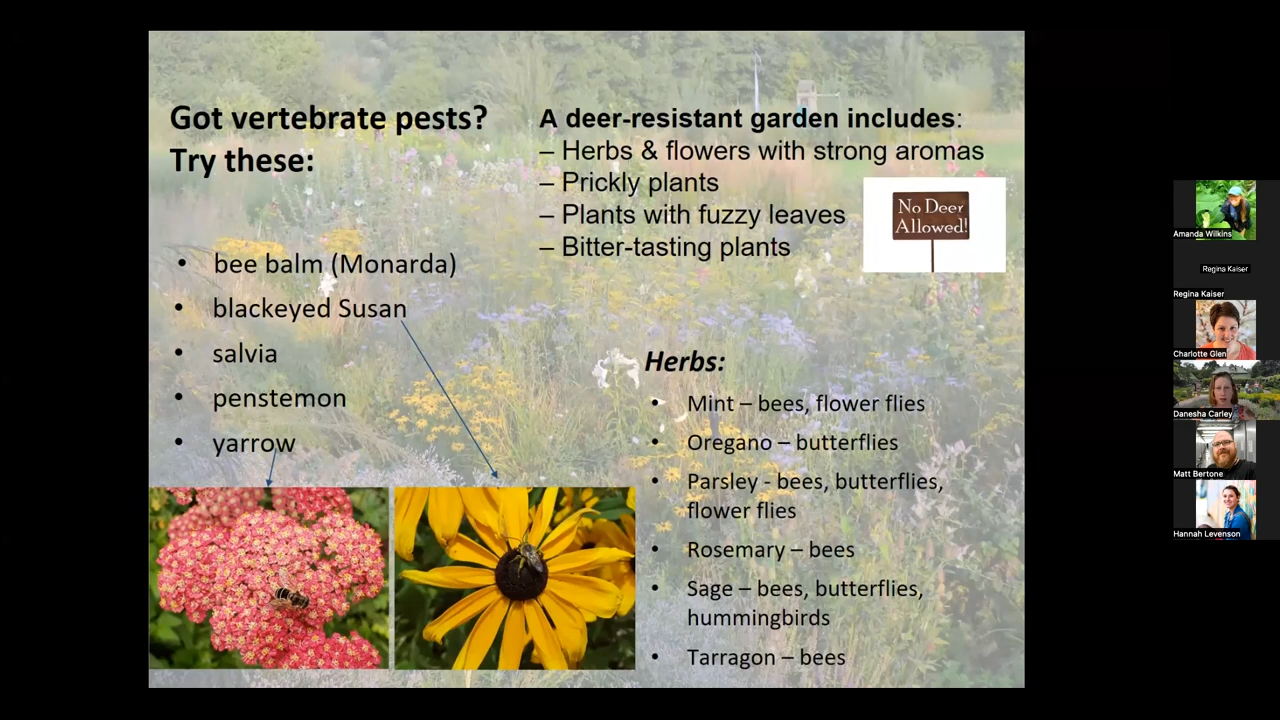 Got vertebrate pests?
Try these:
• bee balm (Monarda)
• blackeyed Susan
• salvia
• penstemon
• yarrow
A deer-resistant garden includes:
– Herbs & flowers with strong aromas
– Prickly plants
– Plants with fuzzy leaves
– Bitter-tasting plants
No Deer
Allowed!
Herbs:
• Mint – bees, flower flies
• Oregano – butterflies
• Parsley - bees, butterflies,
flower flies
• Rosemary – bees
• Sage – bees, butterflies,
hummingbirds
• Tarragon – bees
Amanda Wilkins
Regina Kaiser
Regina Kaiser
Charlotte Glen
Danesha Carley
Matt Bertone
Hannah Levenson